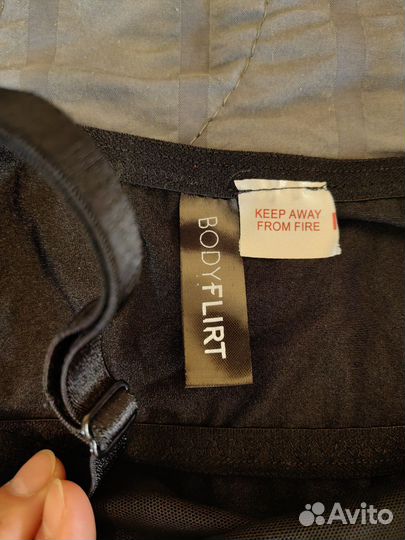 KEEP AWAY
FROM FIRE
BODYFLIRT
Avito